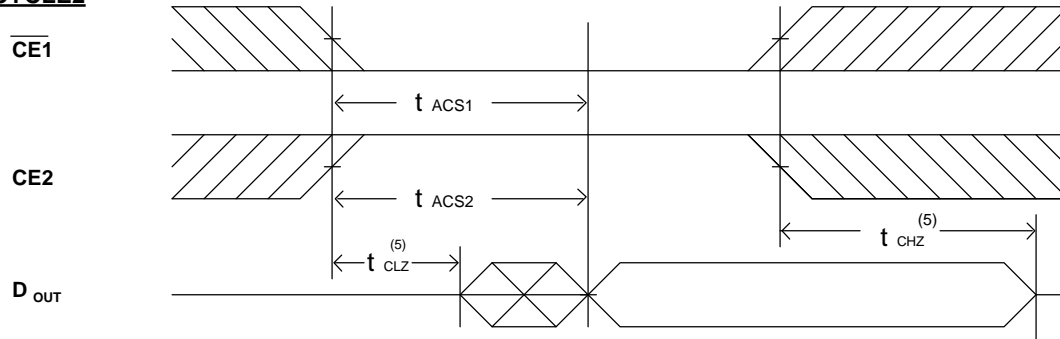 CE1
t ACS1
CE2
t ACS2
t CHZ (5)
t CLZ (5)
D OUT